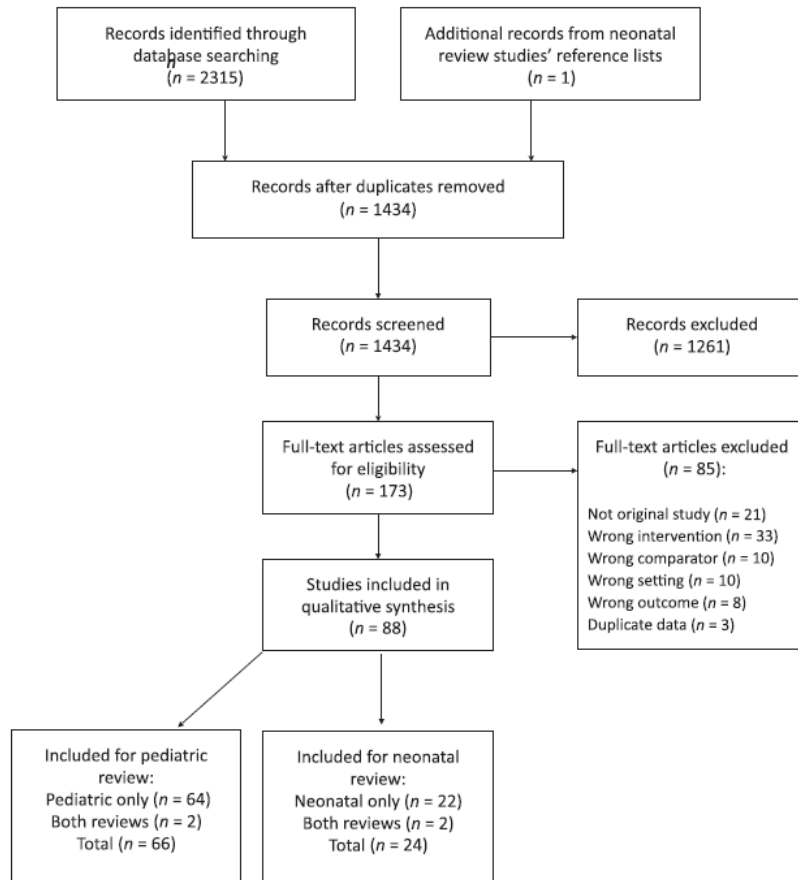 Records identified through
database searching
n
(n = 2315)
Additional records from neonatal
review studies' reference lists
(n = 1)
Records after duplicates removed
(n = 1434)
Records screened
(n = 1434)
Records excluded
(n = 1261)
Full-text articles assessed
for eligibility
(n = 173)
Full-text articles excluded
(n = 85):
Not original study (n = 21)
Wrong intervention (n = 33)
Wrong comparator (n = 10)
Wrong setting (n = 10)
Wrong outcome (n = 8)
Duplicate data (n = 3)
Studies included in
qualitative synthesis
(n = 88)
Included for pediatric
review:
Pediatric only (n = 64)
Both reviews (n = 2)
Total (n = 66)
Included for neonatal
review:
Neonatal only (n = 22)
Both reviews (n = 2)
Total (n = 24)